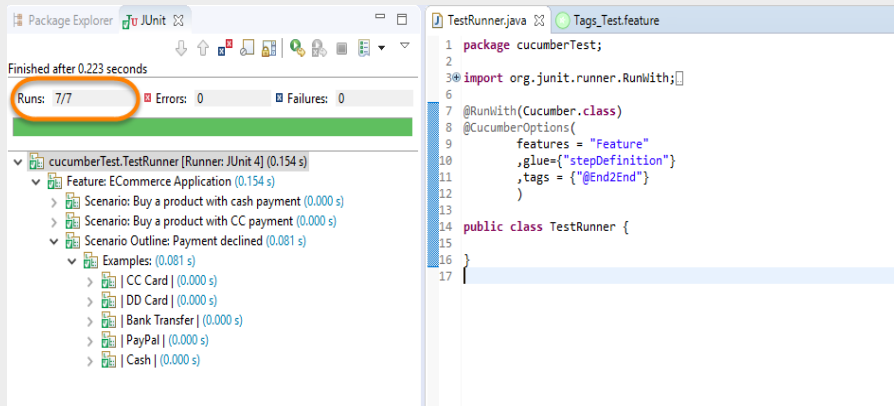 Package Explorer JUnit
Finished after 0.223 seconds
Runs: 7/7 Errors: 0 Failures: 0
cucumberTest.TestRunner [Runner: JUnit 4] (0.154 s)
Feature: ECommerce Application (0.154 s)
Scenario: Buy a product with cash payment (0.000 s)
Scenario: Buy a product with CC payment (0.000 s)
Scenario Outline: Payment declined (0.081 s)
Examples: (0.081 s)
| CC Card | (0.000 s)
| DD Card | (0.000 s)
| Bank Transfer | (0.000 s)
| PayPal | (0.000 s)
| Cash | (0.000 s)
TestRunner.java Tags_Test.feature
1 package cucumberTest;
2
3 import org.junit.runner.RunWith;
6
7 @RunWith(Cucumber.class)
8 @CucumberOptions(
9 features = "Feature"
10 ,glue={"stepDefinition"}
11 ,tags = {"@End2End"}
12 )
13
14 public class TestRunner {
15
16 }
17